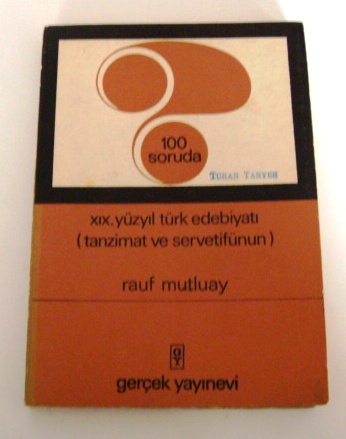 100
soruda
TURAN TANYER
xıx. yüzyıl türk edebiyatı
(tanzimat ve servetifünun)
rauf mutluay
G
Y
gerçek yayınevi